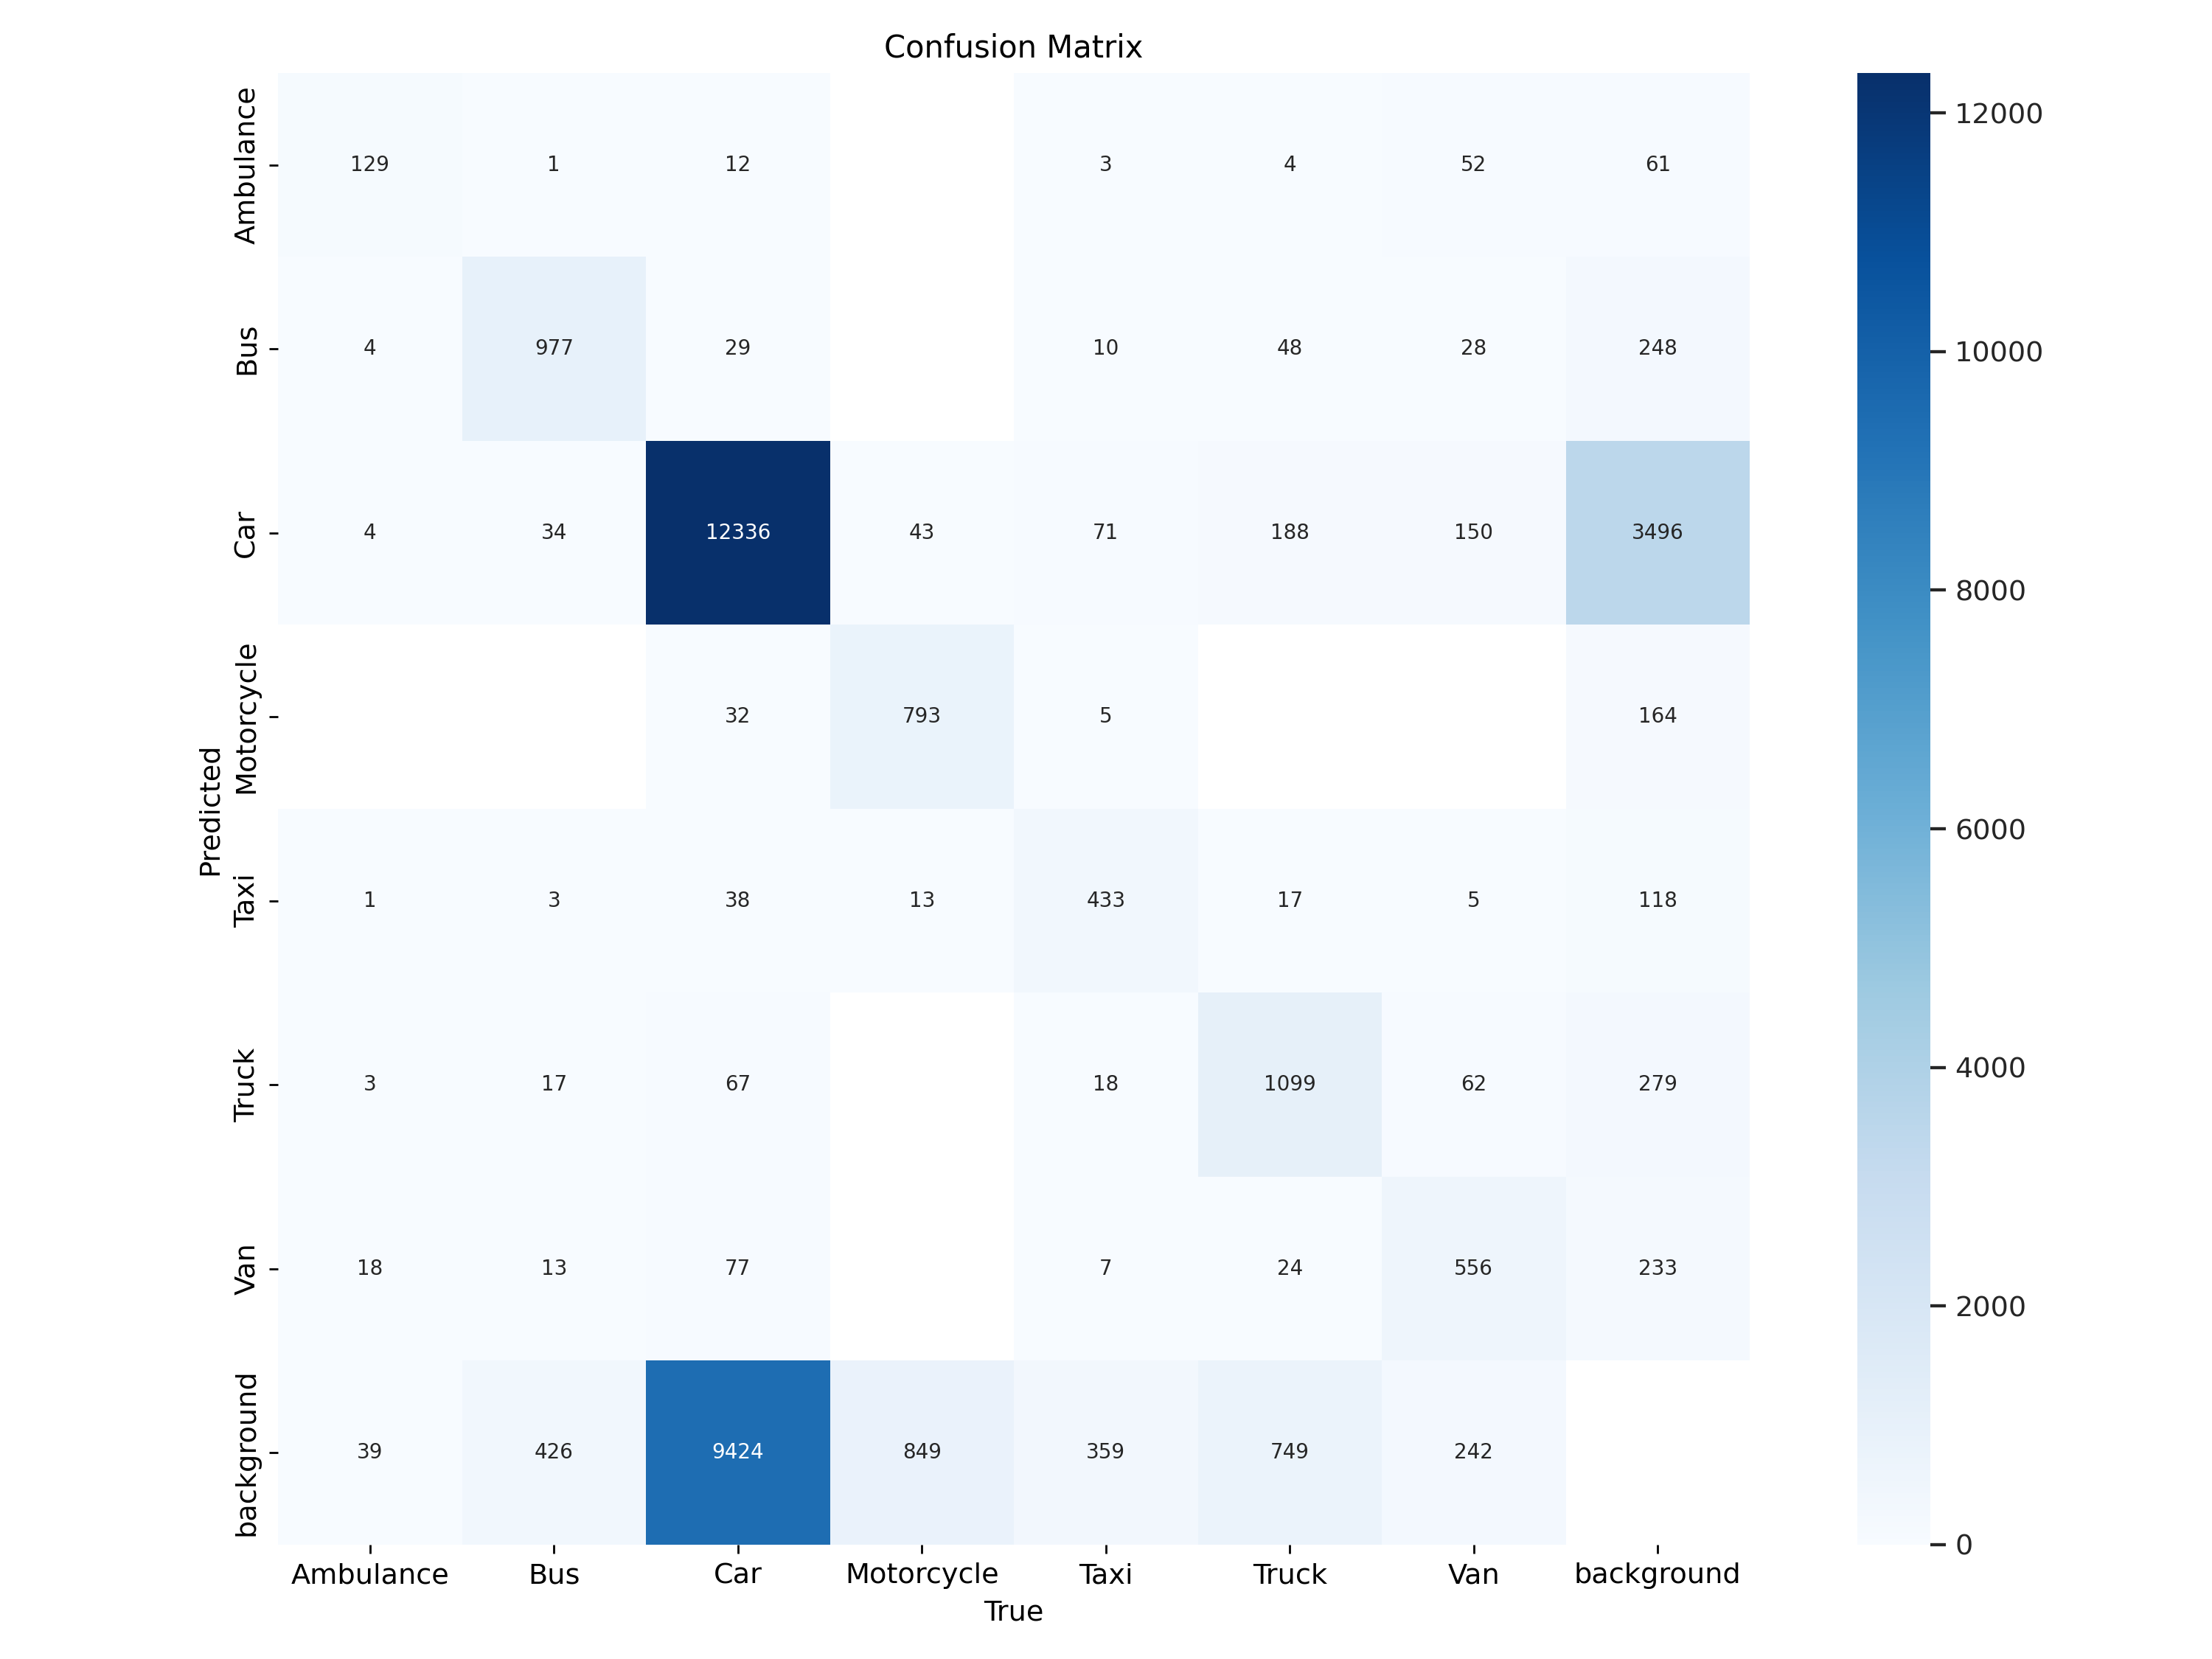 Confusion Matrix
Ambulance 129 1 12 3 4 52 61
Bus 4 977 29 10 48 28 248
Car 4 34 12336 43 71 188 150 3496
Motorcycle 32 793 5 164
Taxi 1 3 38 13 433 17 5 118
Truck 3 17 67 18 1099 62 279
Van 18 13 77 7 24 556 233
background 39 426 9424 849 359 749 242
Predicted
Ambulance Bus Car Motorcycle Taxi Truck Van background
True
12000
10000
8000
6000
4000
2000
0